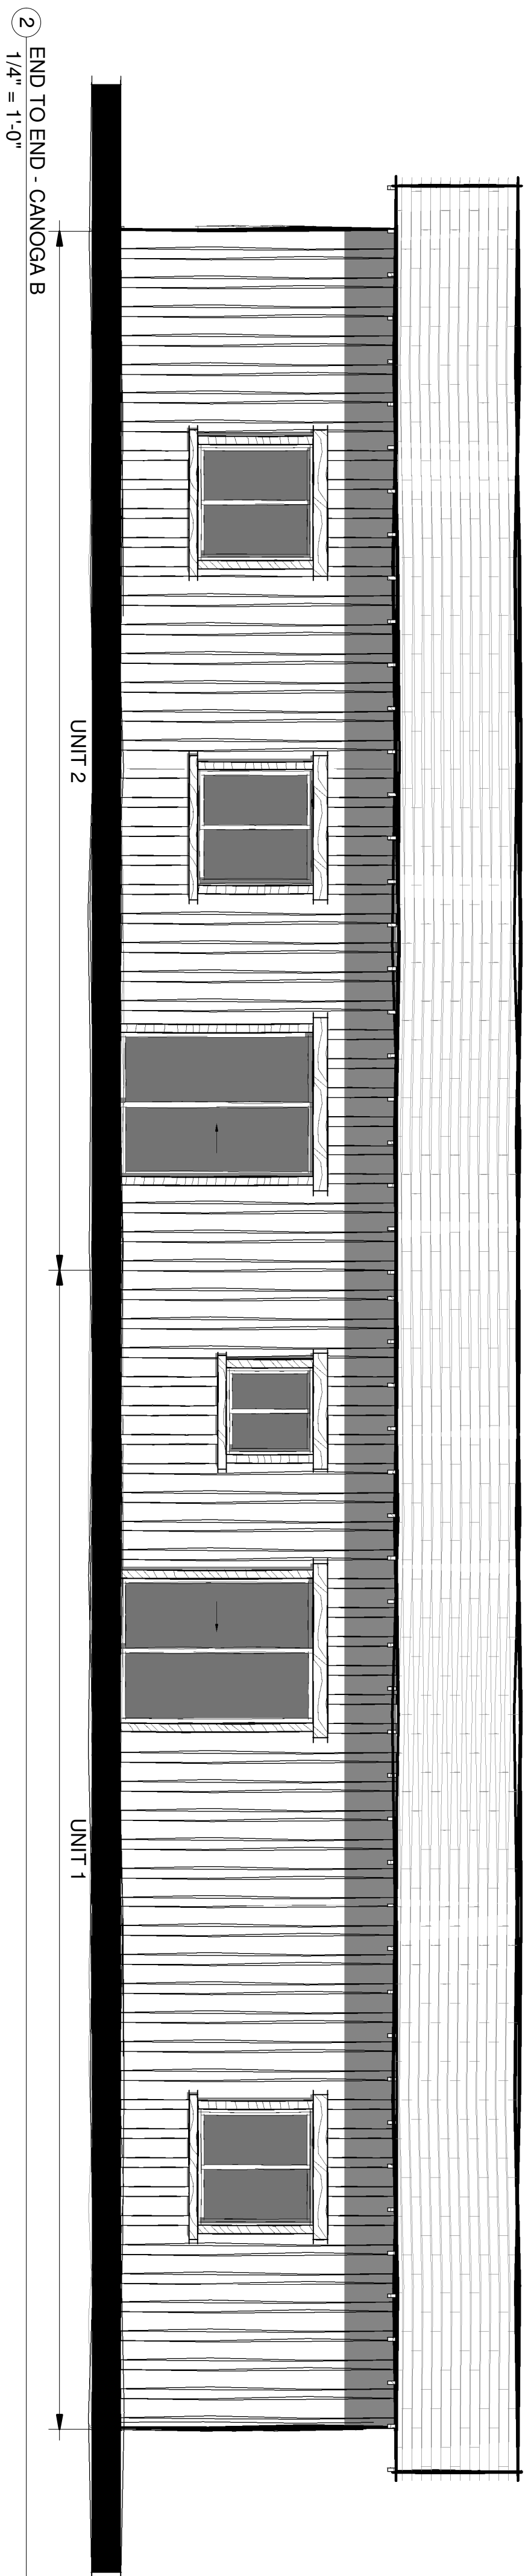 UNIT 2
UNIT 1
2
END TO END - CANOGA B
1/4" = 1'-0"